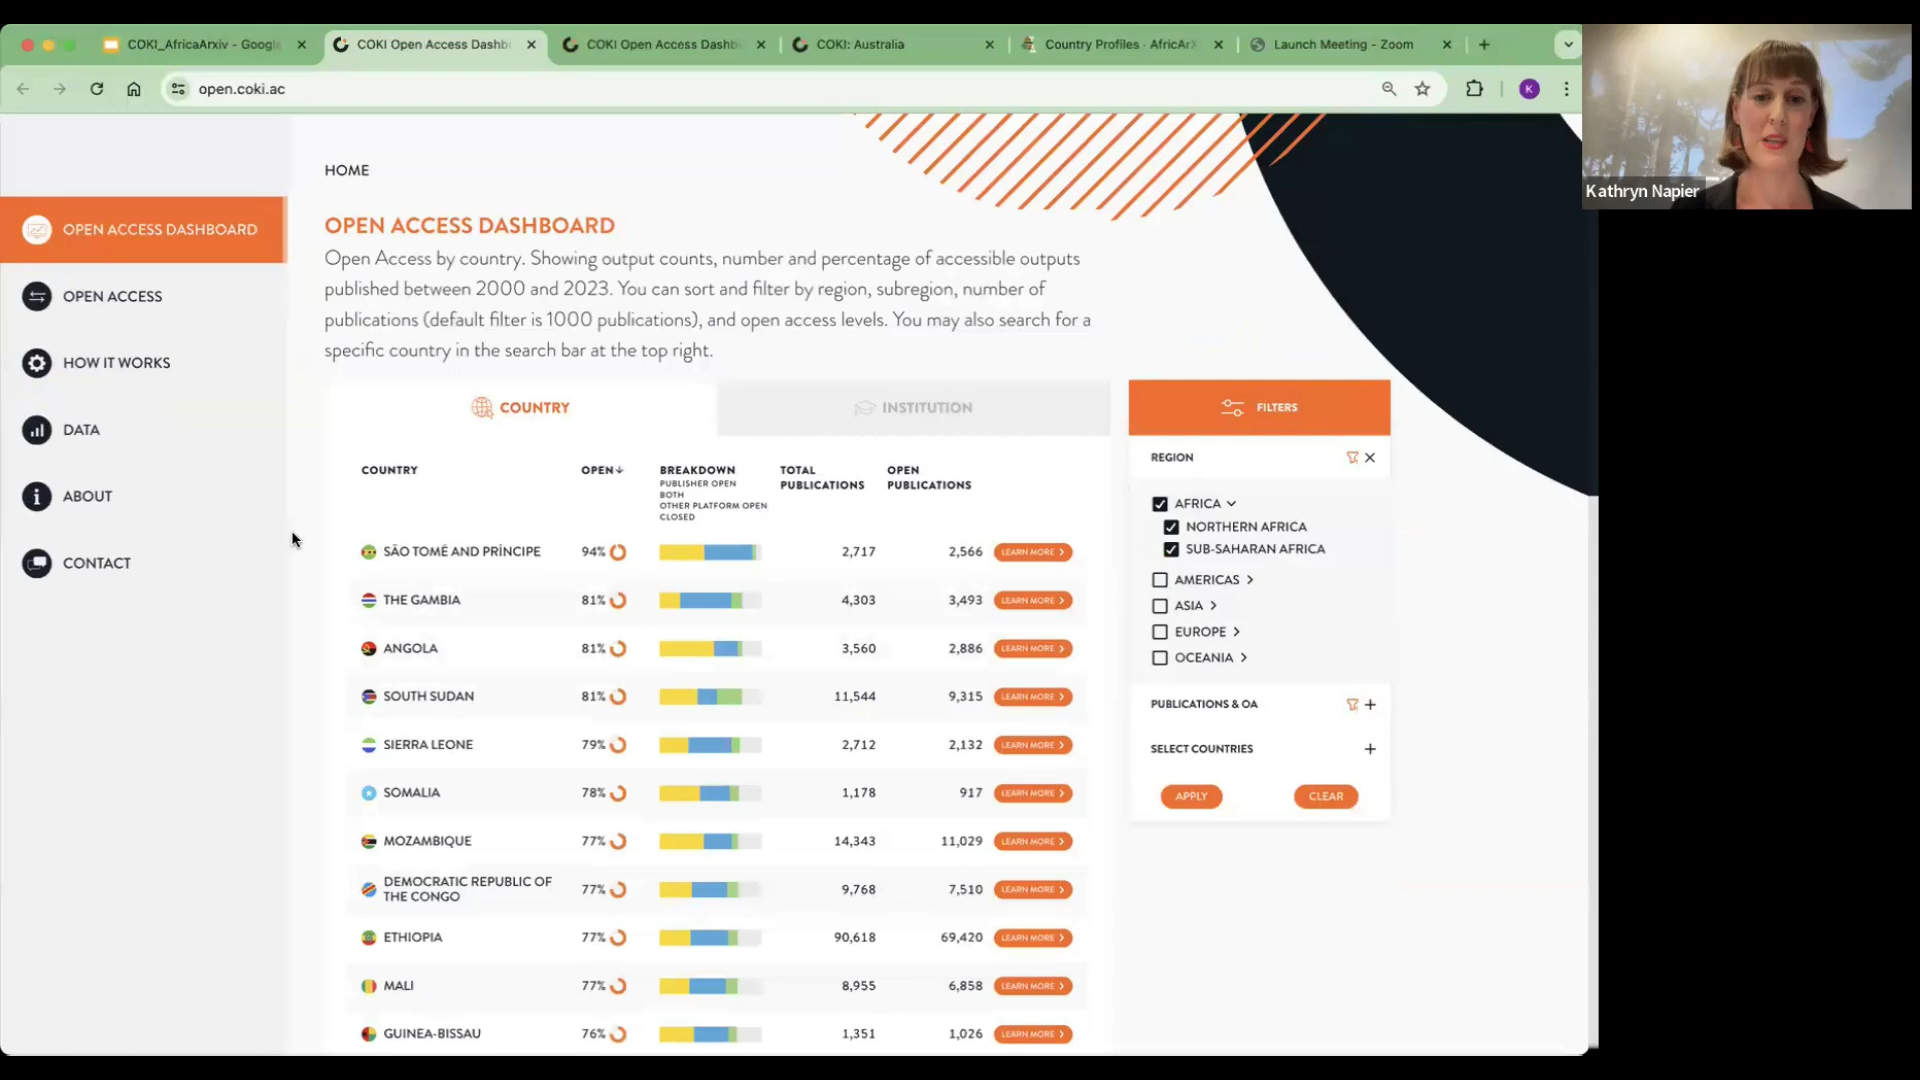 COKI_AfricaArxiv - Google
COKI Open Access Dashb
COKI Open Access Dashb
COKI: Australia
Country Profiles · AfricArX
Launch Meeting - Zoom
open.coki.ac
K
Kathryn Napier
OPEN ACCESS DASHBOARD
OPEN ACCESS
HOW IT WORKS
DATA
ABOUT
CONTACT
HOME
OPEN ACCESS DASHBOARD
Open Access by country. Showing output counts, number and percentage of accessible outputs
published between 2000 and 2023. You can sort and filter by region, subregion, number of
publications (default filter is 1000 publications), and open access levels. You may also search for a
specific country in the search bar at the top right.
COUNTRY
INSTITUTION
COUNTRY OPEN↓ BREAKDOWN TOTAL PUBLICATIONS OPEN PUBLICATIONS
PUBLISHER OPEN
BOTH
OTHER PLATFORM OPEN
CLOSED
SÃO TOMÉ AND PRÍNCIPE 94% 2,717 2,566 LEARN MORE >
THE GAMBIA 81% 4,303 3,493 LEARN MORE >
ANGOLA 81% 3,560 2,886 LEARN MORE >
SOUTH SUDAN 81% 11,544 9,315 LEARN MORE >
SIERRA LEONE 79% 2,712 2,132 LEARN MORE >
SOMALIA 78% 1,178 917 LEARN MORE >
MOZAMBIQUE 77% 14,343 11,029 LEARN MORE >
DEMOCRATIC REPUBLIC OF
THE CONGO 77% 9,768 7,510 LEARN MORE >
ETHIOPIA 77% 90,618 69,420 LEARN MORE >
MALI 77% 8,955 6,858 LEARN MORE >
GUINEA-BISSAU 76% 1,351 1,026 LEARN MORE >
FILTERS
REGION
AFRICA
NORTHERN AFRICA
SUB-SAHARAN AFRICA
AMERICAS >
ASIA >
EUROPE >
OCEANIA >
PUBLICATIONS & OA
SELECT COUNTRIES
APPLY
CLEAR